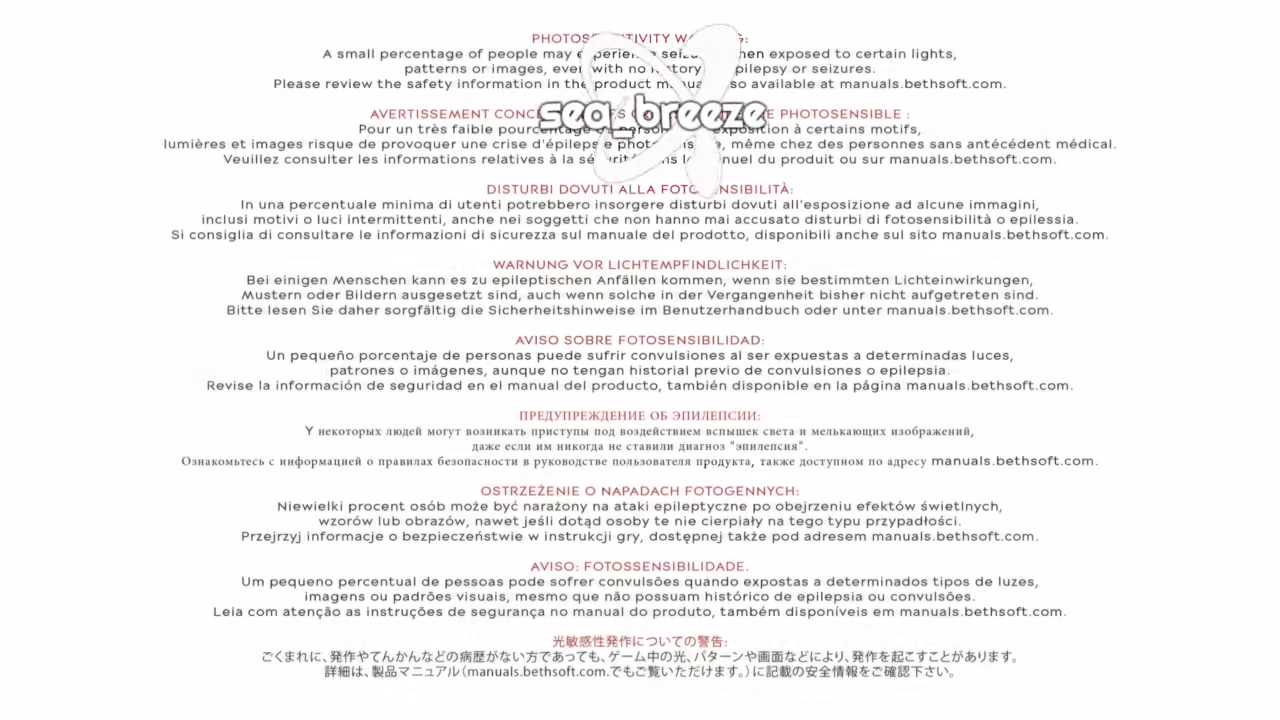 PHOTOS TIVITY WA G:
A small percentage of people may experience seizu when exposed to certain lights,
patterns or images, even with no history epilepsy or seizures.
Please review the safety information in the product manual also available at manuals.bethsoft.com.
sea_breeze
AVERTISSEMENT PHOTOSENSIBLE :
Pour un très faible pourcentage exposition à certains motifs,
lumières et images risque de provoquer une crise d'épilepsie photosensible, même chez des personnes sans antécédent médical.
Veuillez consulter les informations relatives à la sécurité dans le manuel du produit ou sur manuals.bethsoft.com.
DISTURBI DOVUTI ALLA FOTOSENSIBILITÀ:
In una percentuale minima di utenti potrebbero insorgere disturbi dovuti all'esposizione ad alcune immagini,
inclusi motivi o luci intermittenti, anche nei soggetti che non hanno mai accusato disturbi di fotosensibilità o epilessia.
Si consiglia di consultare le informazioni di sicurezza sul manuale del prodotto, disponibili anche sul sito manuals.bethsoft.com.
WARNUNG VOR LICHTEMPFINDLICHKEIT:
Bei einigen Menschen kann es zu epileptischen Anfällen kommen, wenn sie bestimmten Lichteinwirkungen,
Mustern oder Bildern ausgesetzt sind, auch wenn solche in der Vergangenheit bisher nicht aufgetreten sind.
Bitte lesen Sie daher sorgfältig die Sicherheitshinweise im Benutzerhandbuch oder unter manuals.bethsoft.com.
AVISO SOBRE FOTOSENSIBILIDAD:
Un pequeño porcentaje de personas puede sufrir convulsiones al ser expuestas a determinadas luces,
patrones o imágenes, aunque no tengan historial previo de convulsiones o epilepsia.
Revise la información de seguridad en el manual del producto, también disponible en la página manuals.bethsoft.com.
ПРЕДУПРЕЖДЕНИЕ ОБ ЭПИЛЕПСИИ:
У некоторых людей могут возникать приступы под воздействием вспышек света и мелькающих изображений,
даже если им никогда не ставили диагноз "эпилепсия".
Ознакомьтесь с информацией о правилах безопасности в руководстве пользователя продукта, также доступном по адресу manuals.bethsoft.com.
OSTRZEŻENIE O NAPADACH FOTOGENNYCH:
Niewielki procent osób może być narażony na ataki epileptyczne po obejrzeniu efektów świetlnych,
wzorów lub obrazów, nawet jeśli dotąd osoby te nie cierpiały na tego typu przypadłości.
Przejrzyj informacje o bezpieczeństwie w instrukcji gry, dostępnej także pod adresem manuals.bethsoft.com.
AVISO: FOTOSSENSIBILIDADE.
Um pequeno percentual de pessoas pode sofrer convulsões quando expostas a determinados tipos de luzes,
imagens ou padrões visuais, mesmo que não possuam histórico de epilepsia ou convulsões.
Leia com atenção as instruções de segurança no manual do produto, também disponíveis em manuals.bethsoft.com.
光敏感性発作についての警告:
ごくまれに、発作やてんかんなどの病歴がない方であっても、ゲーム中の光、パターンや画面などにより、発作を起こすことがあります。
詳細は、製品マニュアル（manuals.bethsoft.com.でもご覧いただけます。）に記載の安全情報をご確認下さい。